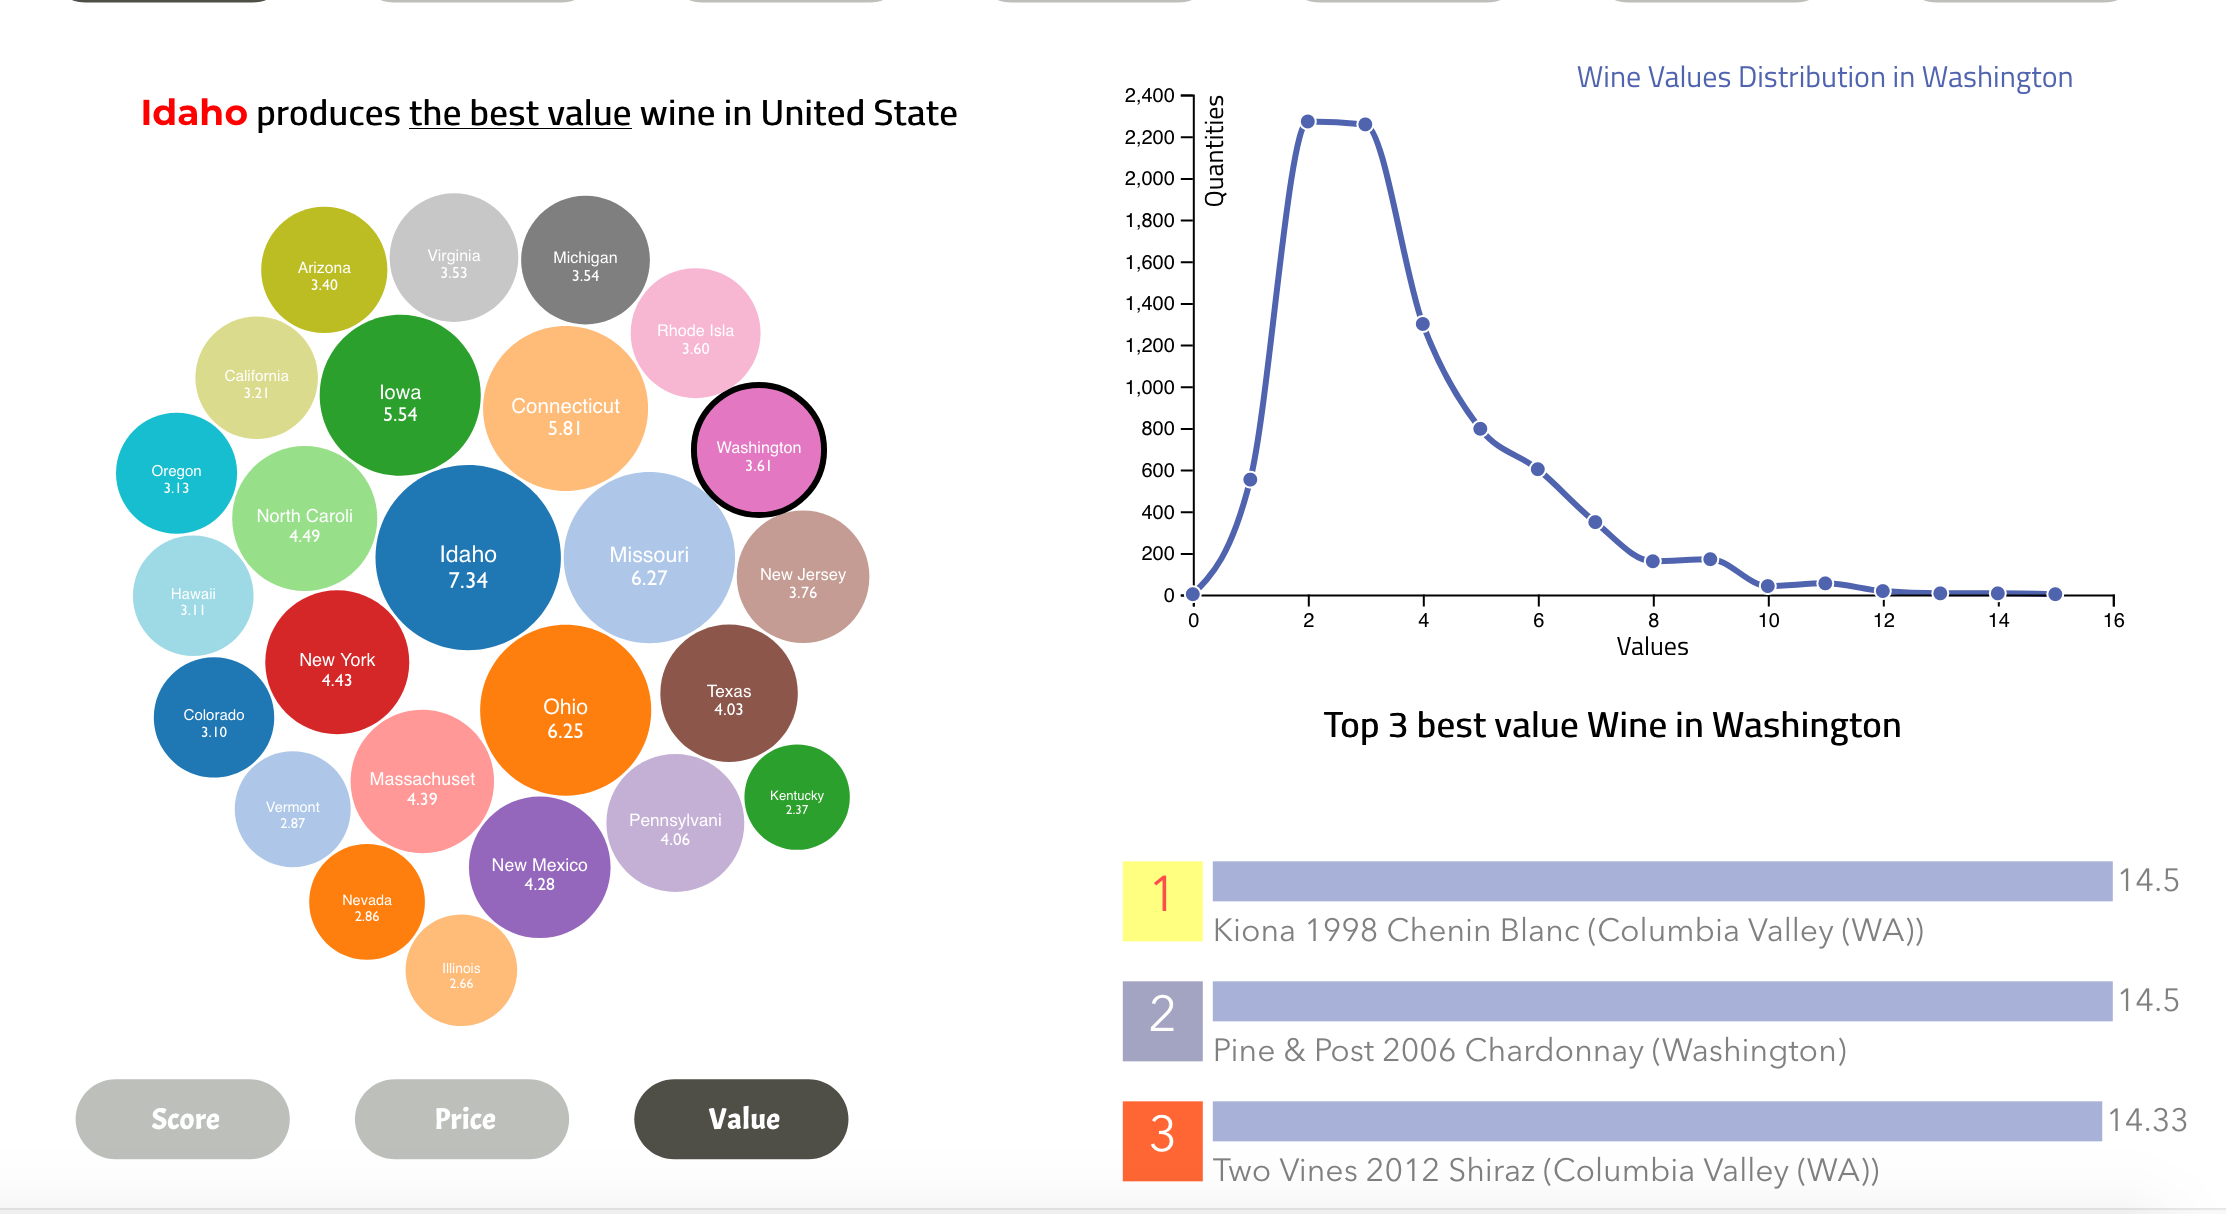 Idaho produces the best value wine in United State
Arizona
3.40
Virginia
3.53
Michigan
3.54
Rhode Isla
3.60
California
3.21
Iowa
5.54
Connecticut
5.81
Washington
3.61
Oregon
3.13
North Caroli
4.49
Idaho
7.34
Missouri
6.27
New Jersey
3.76
Hawaii
3.11
New York
4.43
Ohio
6.25
Texas
4.03
Colorado
3.10
Massachuset
4.39
Pennsylvani
4.06
Kentucky
2.37
Vermont
2.87
New Mexico
4.28
Nevada
2.86
Illinois
2.66
Score
Price
Value
Wine Values Distribution in Washington
Quantities
2,400
2,200
2,000
1,800
1,600
1,400
1,200
1,000
800
600
400
200
0
0 2 4 6 8 10 12 14 16
Values
Top 3 best value Wine in Washington
1
14.5
Kiona 1998 Chenin Blanc (Columbia Valley (WA))
2
14.5
Pine & Post 2006 Chardonnay (Washington)
3
14.33
Two Vines 2012 Shiraz (Columbia Valley (WA))